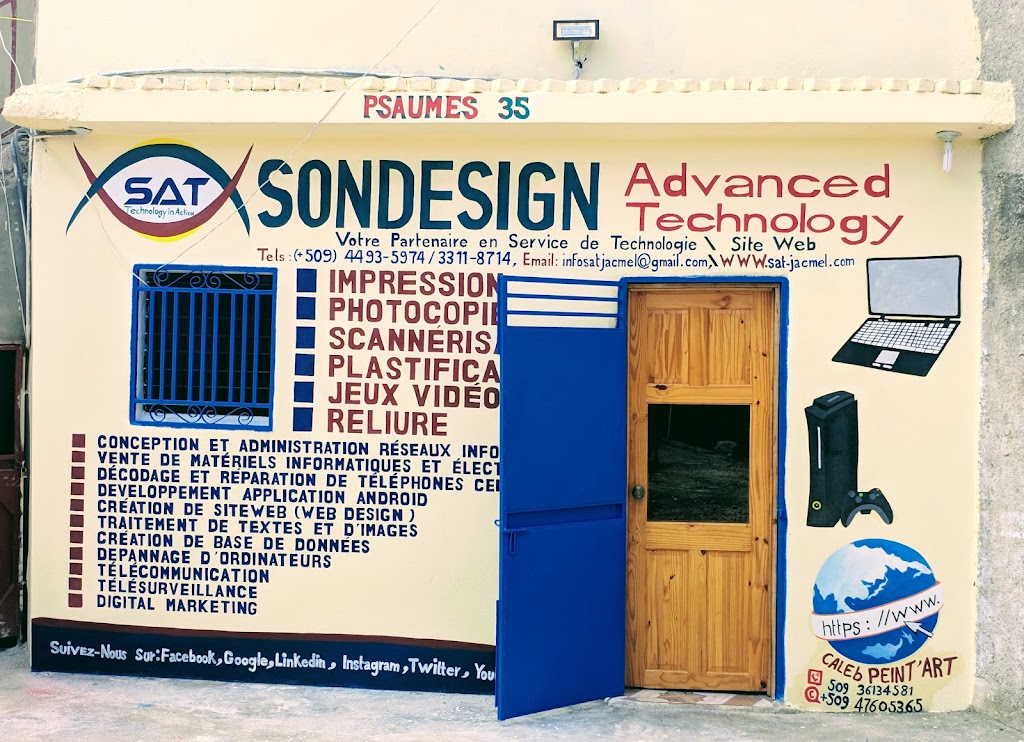 PSAUMES 35
SAT
Technology in Action
SONDESIGN
Advanced
Technology
Votre Partenaire en Service de Technologie \ Site Web
Tels : (+509) 4493-5974 / 3311-8714, Email: infosatjacmel@gmail.com\WWW.sat-jacmel.com
IMPRESSION
PHOTOCOPIE
SCANNÉRISA
PLASTIFICA
JEUX VIDÉO
RELIURE
CONCEPTION ET ADMINISTRATION RÉSEAUX INFO
VENTE DE MATÉRIELS INFORMATIQUES ET ÉLECT
DÉCODAGE ET RÉPARATION DE TÉLÉPHONES CEL
DEVELOPPEMENT APPLICATION ANDROID
CRÉATION DE SITEWEB (WEB DESIGN)
TRAITEMENT DE TEXTES ET D'IMAGES
CRÉATION DE BASE DE DONNÉES
DEPANNAGE D'ORDINATEURS
TÉLÉCOMMUNICATION
TÉLÉSURVEILLANCE
DIGITAL MARKETING
Suivez-Nous Sur:Facebook,Google,Linkedin, Instagram,Twitter, You
https://www.
CALEb PEINT'ART
509 36134581
+509 47605365